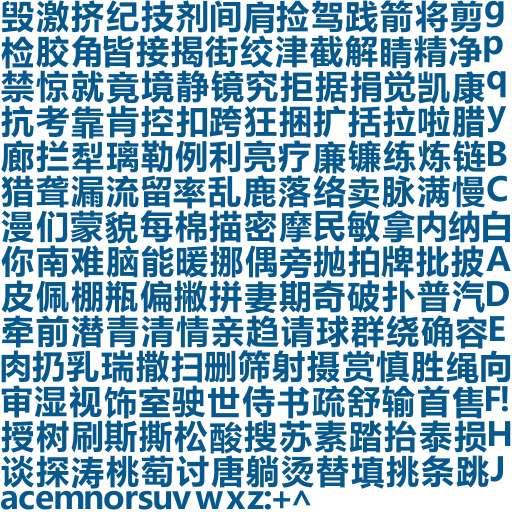 毁激挤纪技剂间肩捡驾践箭将剪g
检胶角皆接揭街绞津截解睛精净p
禁惊就竟境静镜究拒据捐觉凯康q
抗考靠肯控扣跨狂捆扩括拉啦腊y
廊拦犁璃勒例利亮疗廉镰练炼链B
猎聋漏流留率乱鹿落络卖脉满慢C
漫们蒙貌每棉描密摩民敏拿内纳白
你南难脑能暖挪偶旁抛拍牌批披A
皮佩棚瓶偏撇拼妻期奇破扑普汽D
牵前潜青清情亲趋请球群绕确容E
肉扔乳瑞撒扫删筛射摄赏慎胜绳向
审湿视饰室驶世侍书疏舒输首售F!
授树刷斯撕松酸搜苏素踏抬泰损H
谈探涛桃萄讨唐躺烫替填挑条跳J
acemnorsuvwxz:+^